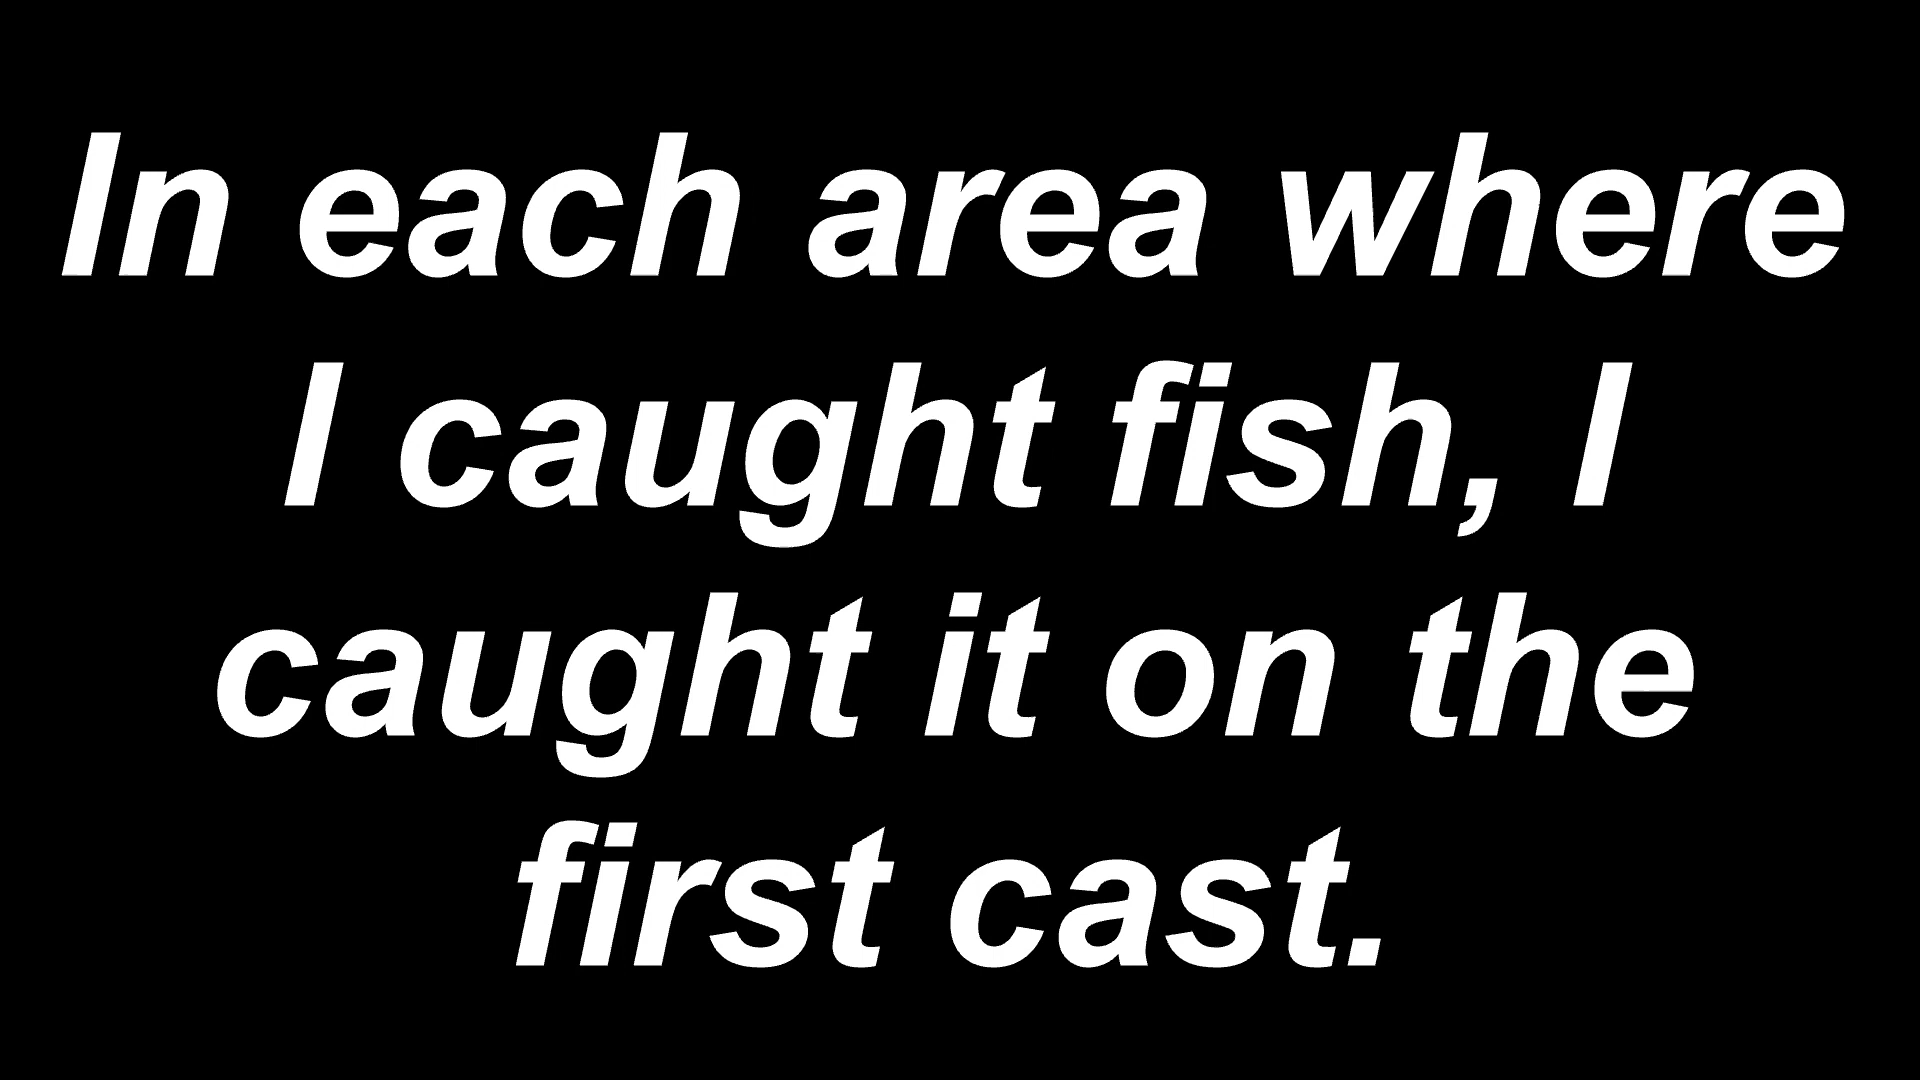 In each area where
I caught fish, I
caught it on the
first cast.